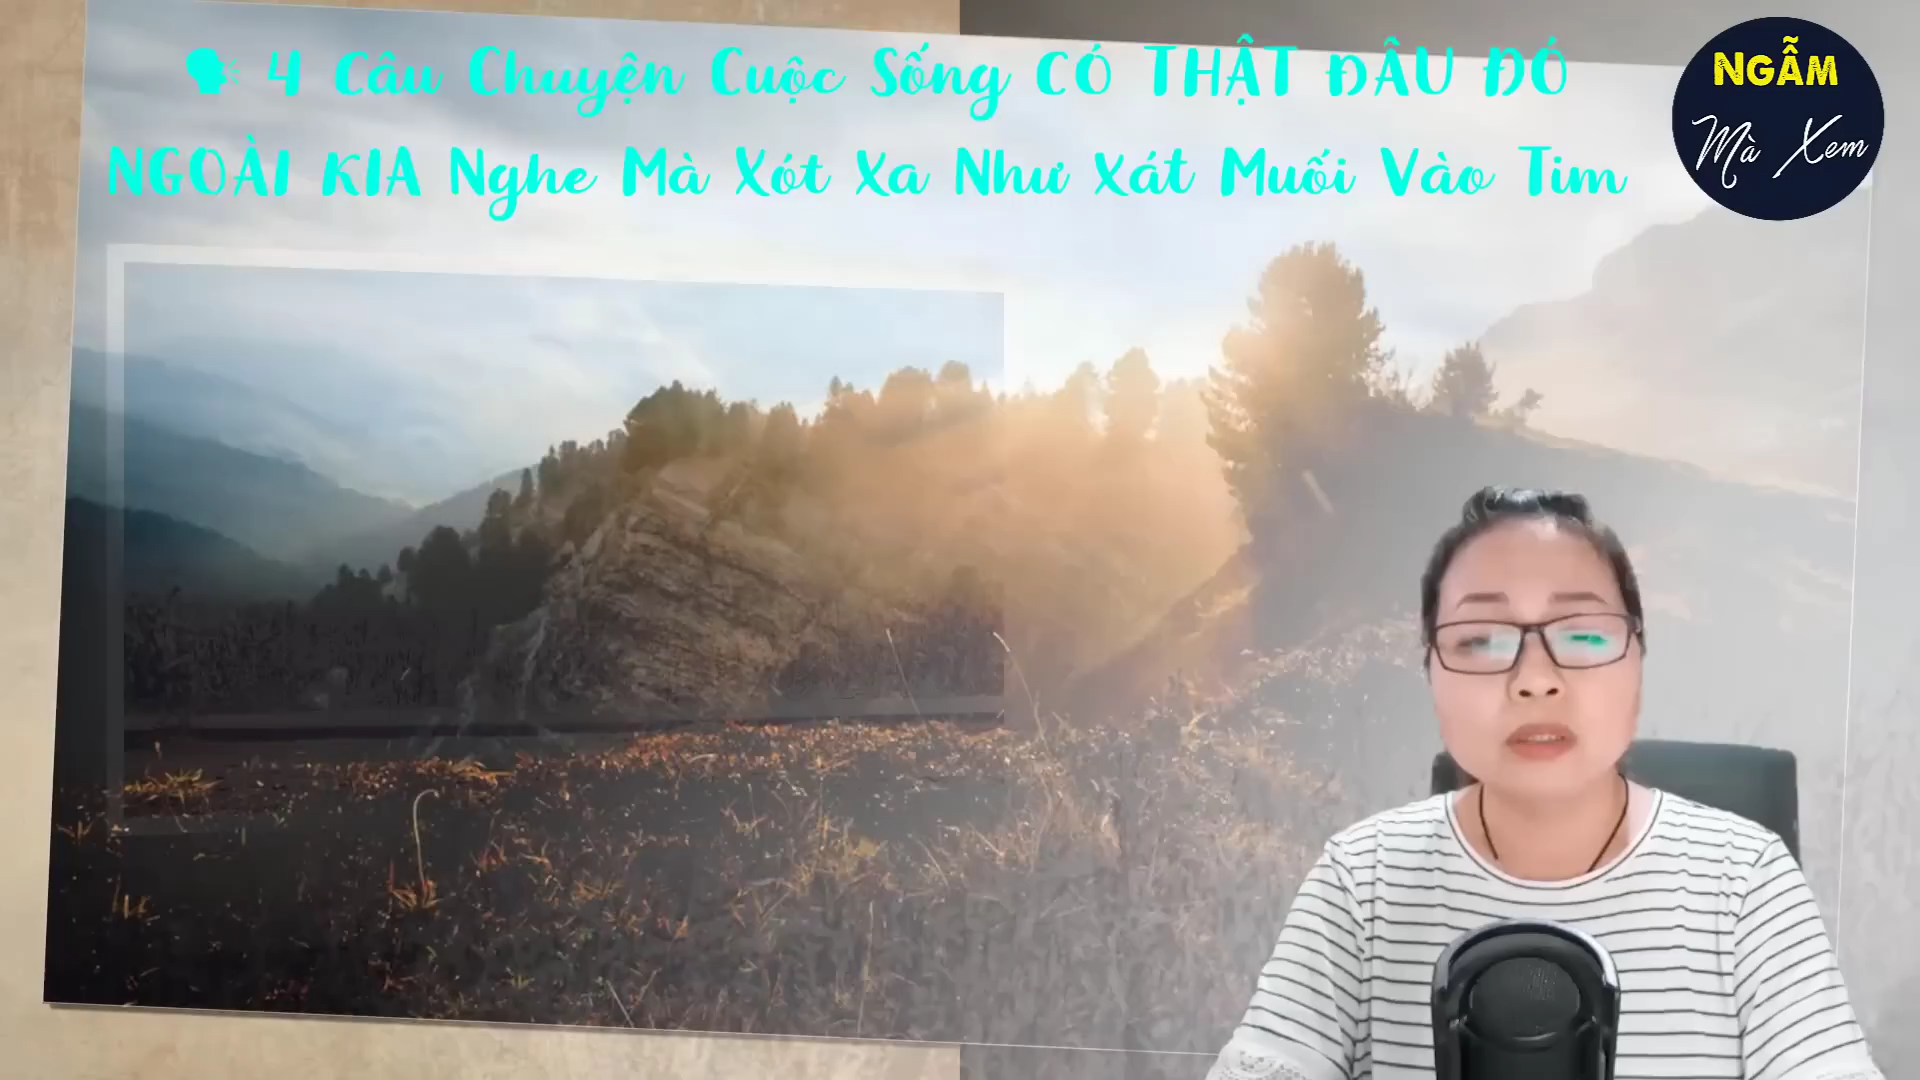 4 Câu Chuyện Cuộc Sống CÓ THẬT ĐÂU ĐÓ
NGOÀI KIA Nghe Mà Xót Xa Như Xát Muối Vào Tim
NGẪM
Mà Xem